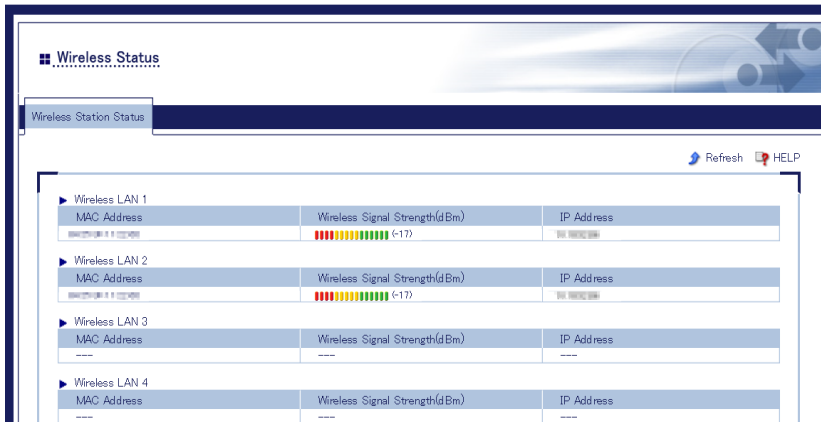 Wireless Status
Wireless Station Status
Refresh HELP
Wireless LAN 1
MAC Address Wireless Signal Strength(dBm) IP Address
(-17)
Wireless LAN 2
MAC Address Wireless Signal Strength(dBm) IP Address
(-17)
Wireless LAN 3
MAC Address Wireless Signal Strength(dBm) IP Address
--- --- ---
Wireless LAN 4
MAC Address Wireless Signal Strength(dBm) IP Address
--- --- ---